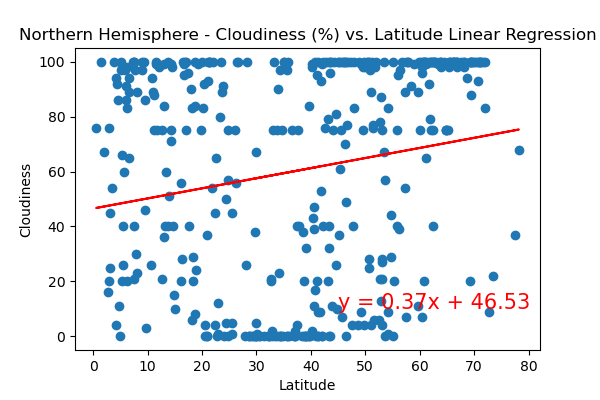 Northern Hemisphere - Cloudiness (%) vs. Latitude Linear Regression
100
80
60
40
20
0
Cloudiness
y = 0.37x + 46.53
0 10 20 30 40 50 60 70 80
Latitude